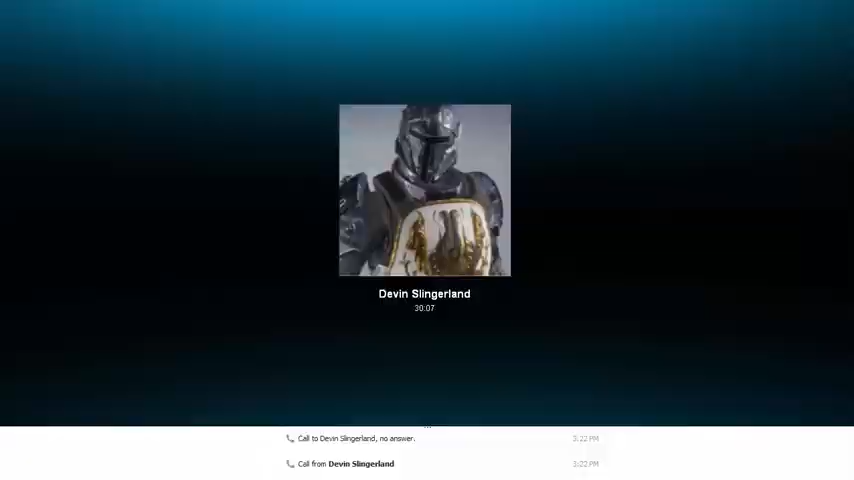 Devin Slingerland
30:07
Call to Devin Slingerland, no answer.
3:22 PM
Call from Devin Slingerland
3:22 PM